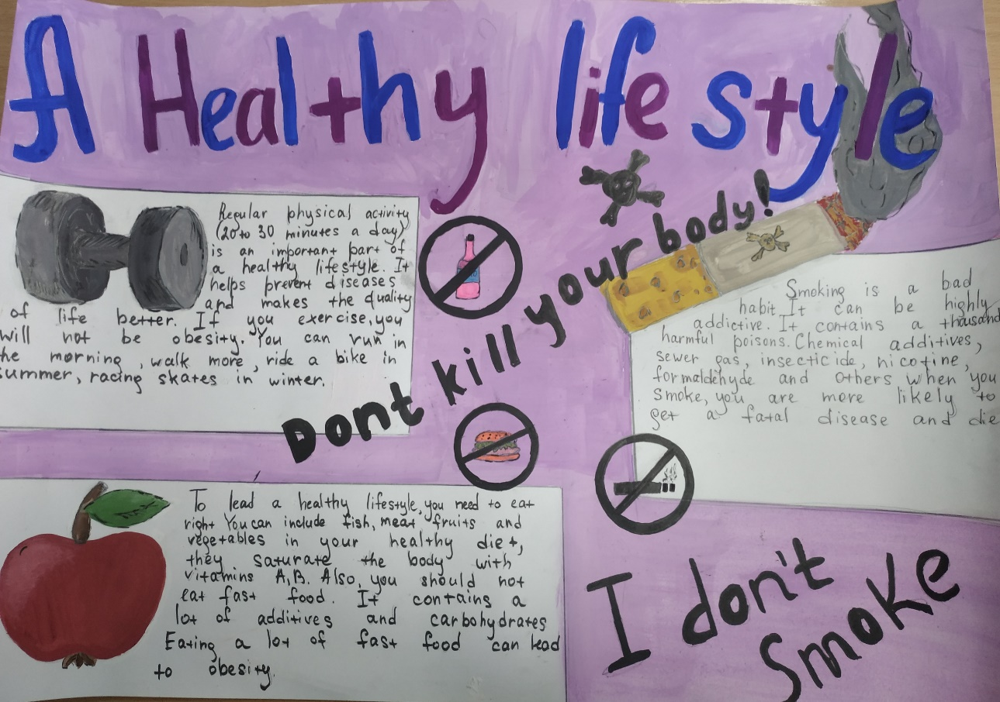 A Healthy life style
Regular physical activity
(20 to 30 minutes a day)
is an important part of
a healthy lifestyle. It
helps prevent diseases
and makes the quality
of life better. If you exercise, you
will not be obesity. You can run in
he morning, walk more, ride a bike in
summer, racing skates in winter.
Dont kill your body!
Smoking is a bad
habit. It can be highly
addictive. It contains a thausand
harmful poisons. Chemical additives,
sewer gas, insecticide, nicotine,
formaldehyde and others when you
smoke, you are more likely to
get a fatal disease and die
To lead a healthy lifestyle, you need to eat
right You can include fish, meat fruits and
vegetables in your healthy diet,
they saturate the body with
vitamins A, B. Also, you should not
eat fast food. It contains a
lot of additives and carbohydrates
Eating a lot of fast food can lead
to obesity.
I don't
Smoke